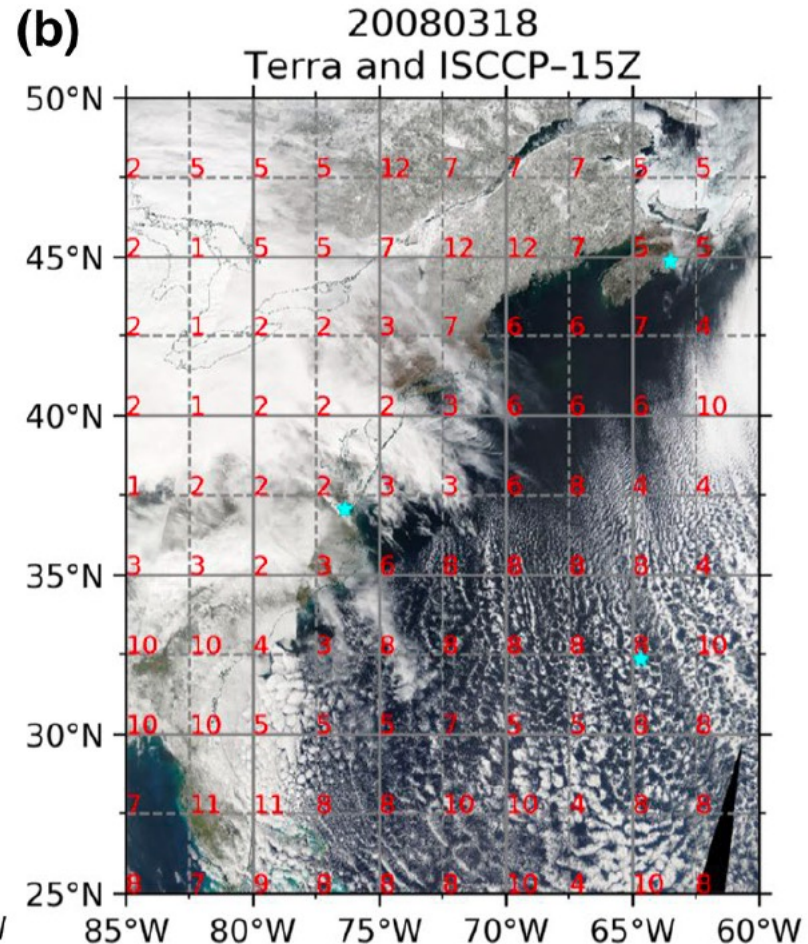 (b)
20080318
Terra and ISCCP–15Z
50°N
2 5 5 5 12 7 7 7 5 5
2 1 5 5 7 12 12 7 5 5
45°N
2 1 2 2 3 7 6 6 7 4
2 1 2 2 2 3 6 6 6 10
40°N
1 2 2 2 3 3 6 8 4 4
3 3 2 3 6 8 8 8 8 4
35°N
10 10 4 3 8 8 8 8 8 10
10 10 5 5 5 7 5 5 8
30°N
7 11 11 8 8 10 10 4 8 8
8 7 9 8 8 8 10 4 10 8
25°N
85°W 80°W 75°W 70°W 65°W 60°W